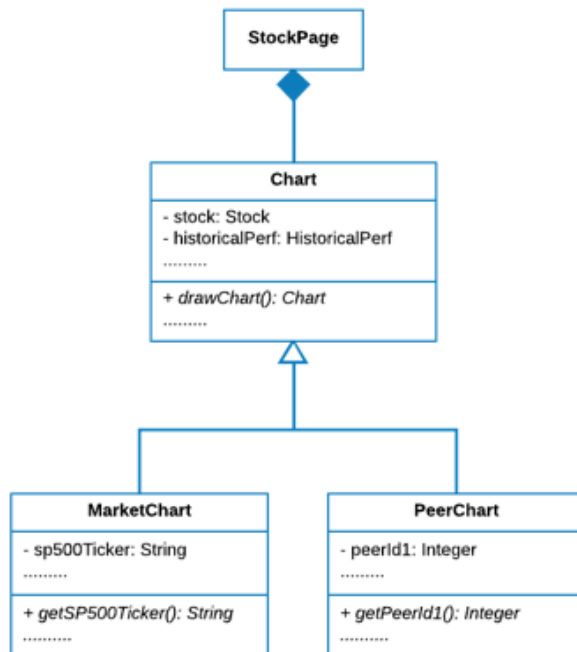 StockPage
Chart
- stock: Stock
- historicalPerf: HistoricalPerf
.........
+ drawChart(): Chart
.........
MarketChart
- sp500Ticker: String
.........
+ getSP500Ticker(): String
..........
PeerChart
- peerId1: Integer
.........
+ getPeerId1(): Integer
..........